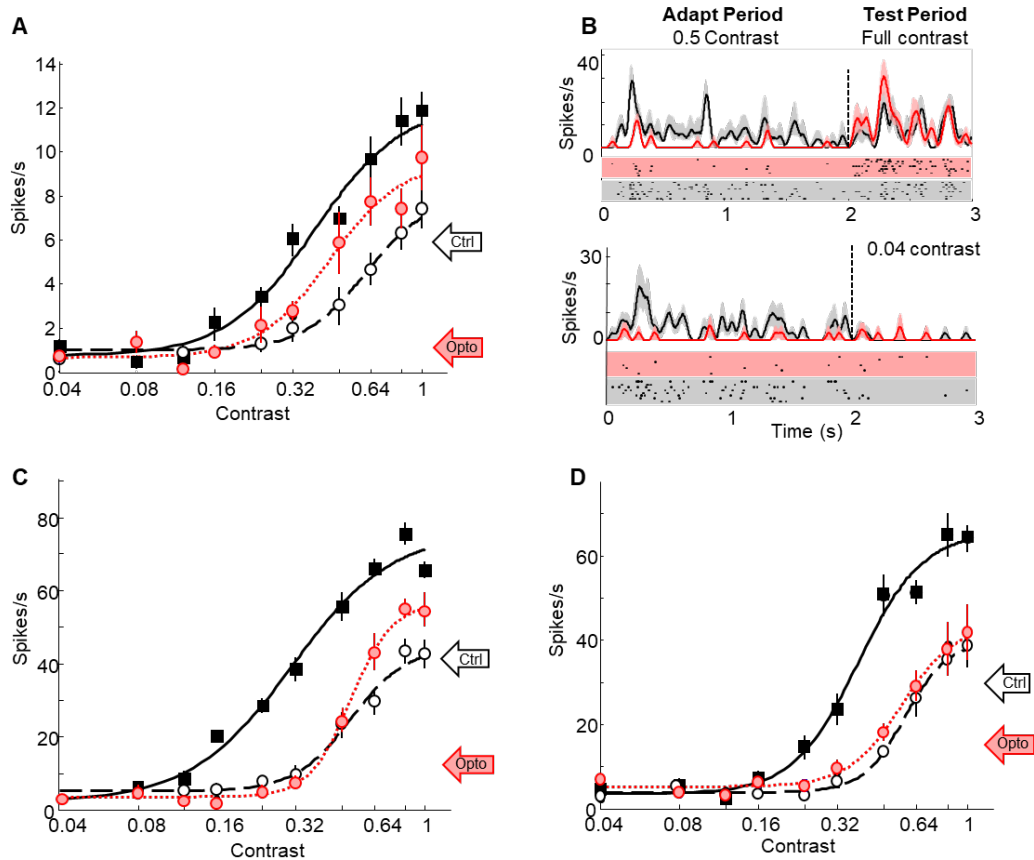 A
14
12
10
8
6
4
2
0
Spikes/s
Ctrl
Opto
0.04
0.08
0.16
0.32
0.64
1
Contrast
B
Adapt Period
Test Period
0.5 Contrast
Full contrast
40
0
Spikes/s
0
1
2
3
0.04 contrast
30
0
Spikes/s
0
1
2
3
Time (s)
C
80
60
40
20
0
Spikes/s
Ctrl
Opto
0.04
0.08
0.16
0.32
0.64
1
Contrast
D
60
40
20
0
Spikes/s
Ctrl
Opto
0.04
0.08
0.16
0.32
0.64
1
Contrast